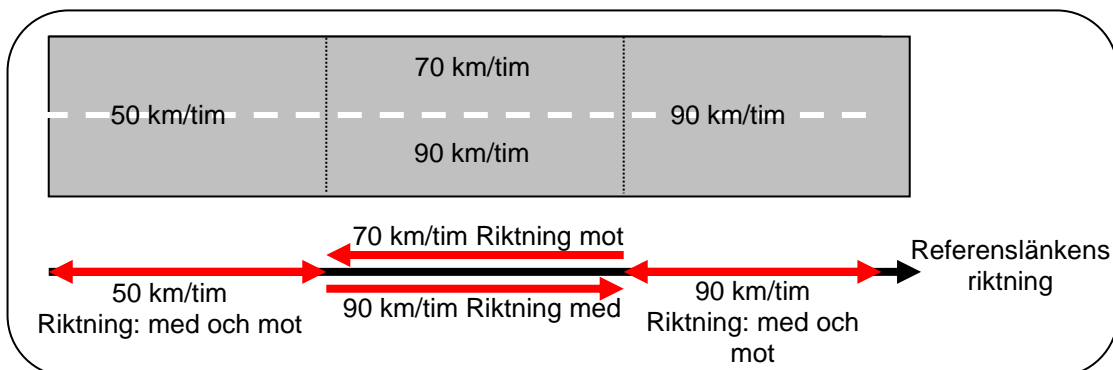 70 km/tim
50 km/tim
90 km/tim
90 km/tim
70 km/tim Riktning mot
Referenslänkens
riktning
50 km/tim
Riktning: med och mot
90 km/tim Riktning med
90 km/tim
Riktning: med och
mot